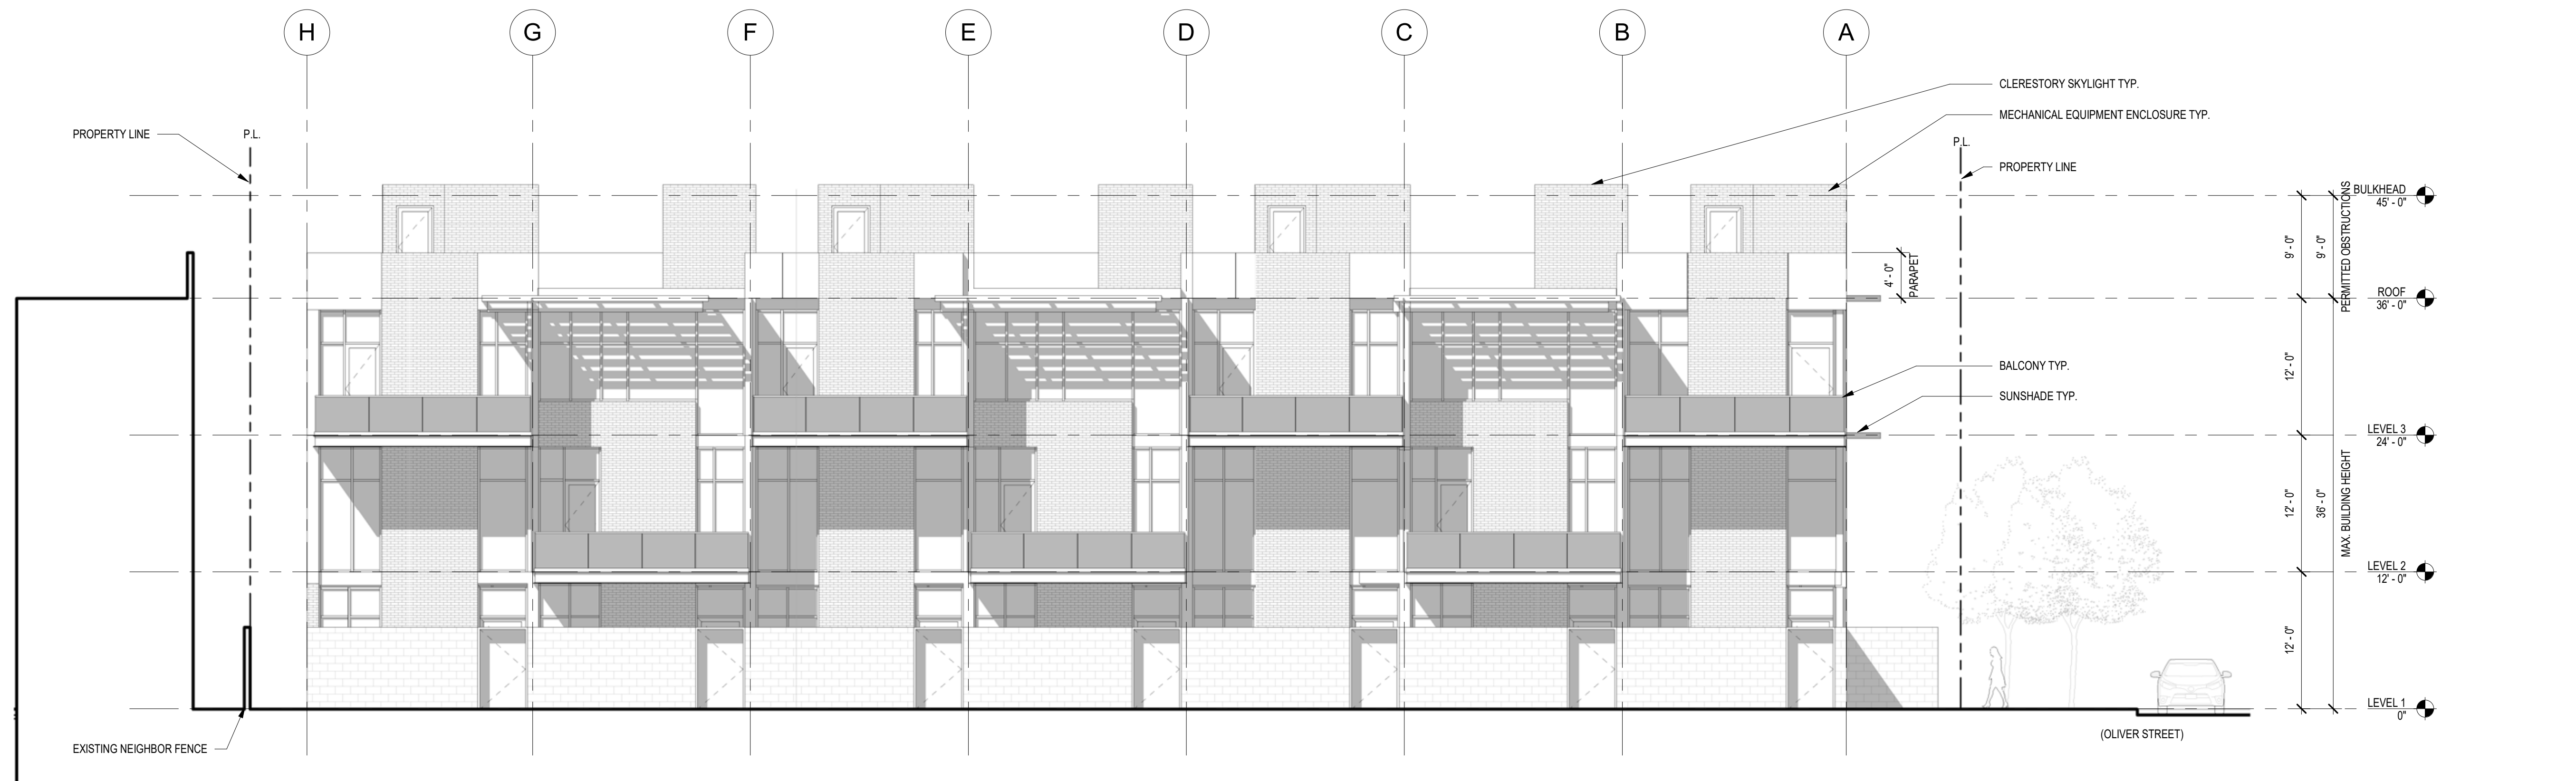 H G F E D C B A
CLERESTORY SKYLIGHT TYP.
MECHANICAL EQUIPMENT ENCLOSURE TYP.
PROPERTY LINE
P.L.
P.L.
PROPERTY LINE
BULKHEAD
45' - 0"
PERMITTED OBSTRUCTIONS
9' - 0"
9' - 0"
4' - 0"
PARAPET
ROOF
36' - 0"
12' - 0"
BALCONY TYP.
SUNSHADE TYP.
LEVEL 3
24' - 0"
12' - 0"
36' - 0"
MAX. BUILDING HEIGHT
LEVEL 2
12' - 0"
12' - 0"
LEVEL 1
0"
(OLIVER STREET)
EXISTING NEIGHBOR FENCE